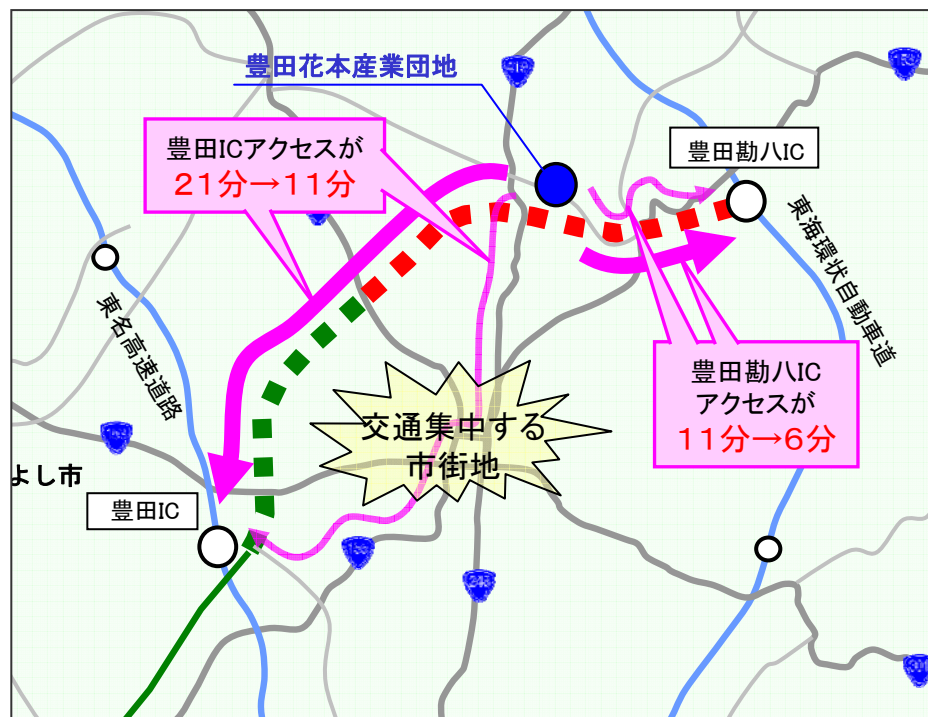 豊田花本産業団地
153
豊田ICアクセスが
21分→11分
豊田勘八IC
東海環状自動車道
東名高速道路
豊田勘八IC
アクセスが
11分→6分
交通集中する
市街地
よし市
豊田IC
248